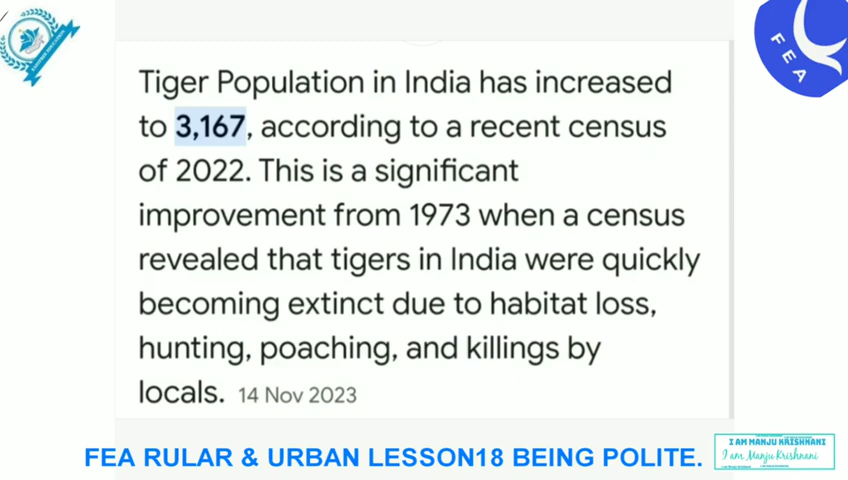 FEA
Tiger Population in India has increased
to 3,167, according to a recent census
of 2022. This is a significant
improvement from 1973 when a census
revealed that tigers in India were quickly
becoming extinct due to habitat loss,
hunting, poaching, and killings by
locals. 14 Nov 2023
FEA RULAR & URBAN LESSON18 BEING POLITE.
I AM MANJU KRISHNANI
I am Manju Krishnani